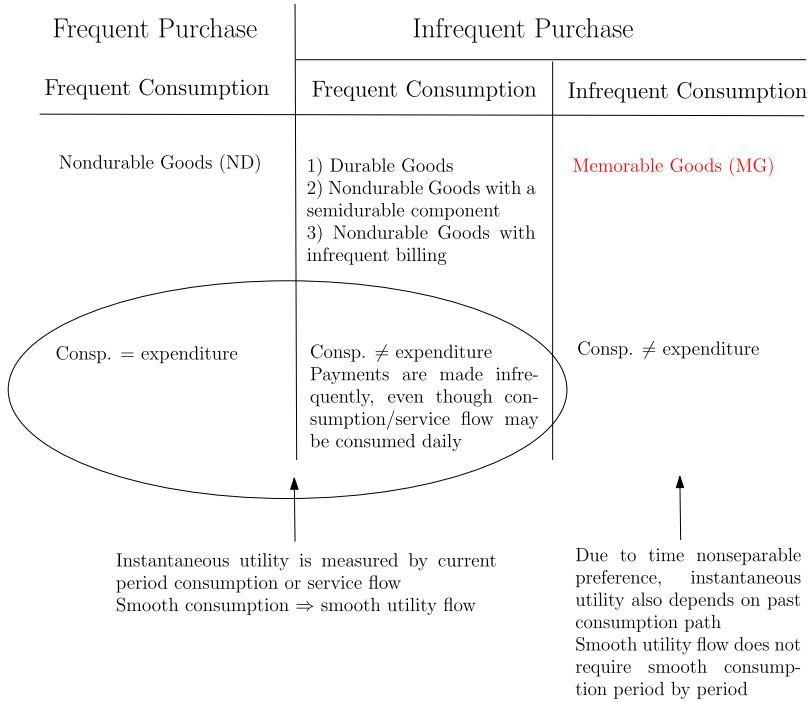 Frequent Purchase
Infrequent Purchase
Frequent Consumption
Frequent Consumption
Infrequent Consumption
Nondurable Goods (ND)
1) Durable Goods
2) Nondurable Goods with a
semidurable component
3) Nondurable Goods with
infrequent billing
Memorable Goods (MG)
Consp. = expenditure
Consp. ≠ expenditure
Payments are made infre-
quently, even though con-
sumption/service flow may
be consumed daily
Consp. ≠ expenditure
Instantaneous utility is measured by current
period consumption or service flow
Smooth consumption ⇒ smooth utility flow
Due to time nonseparable
preference, instantaneous
utility also depends on past
consumption path
Smooth utility flow does not
require smooth consump-
tion period by period